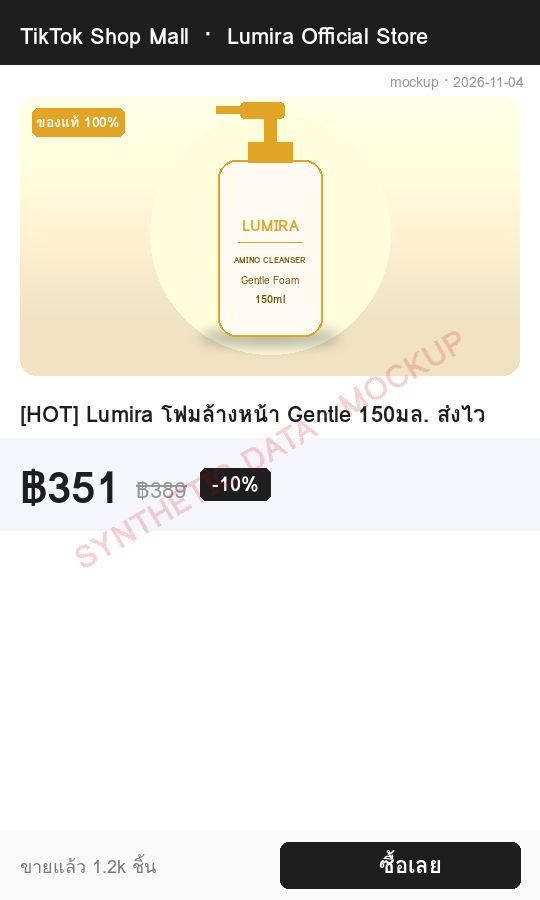 TikTok Shop Mall · Lumira Official Store
mockup · 2026-11-04
ของแท้ 100%
LUMIRA
AMINO CLEANSER
Gentle Foam
150ml
[HOT] Lumira โฟมล้างหน้า Gentle 150มล. ส่งไว
฿351 ฿389 -10%
SYNTHETIC DATA · MOCKUP
ขายแล้ว 1.2k ชิ้น
ซื้อเลย